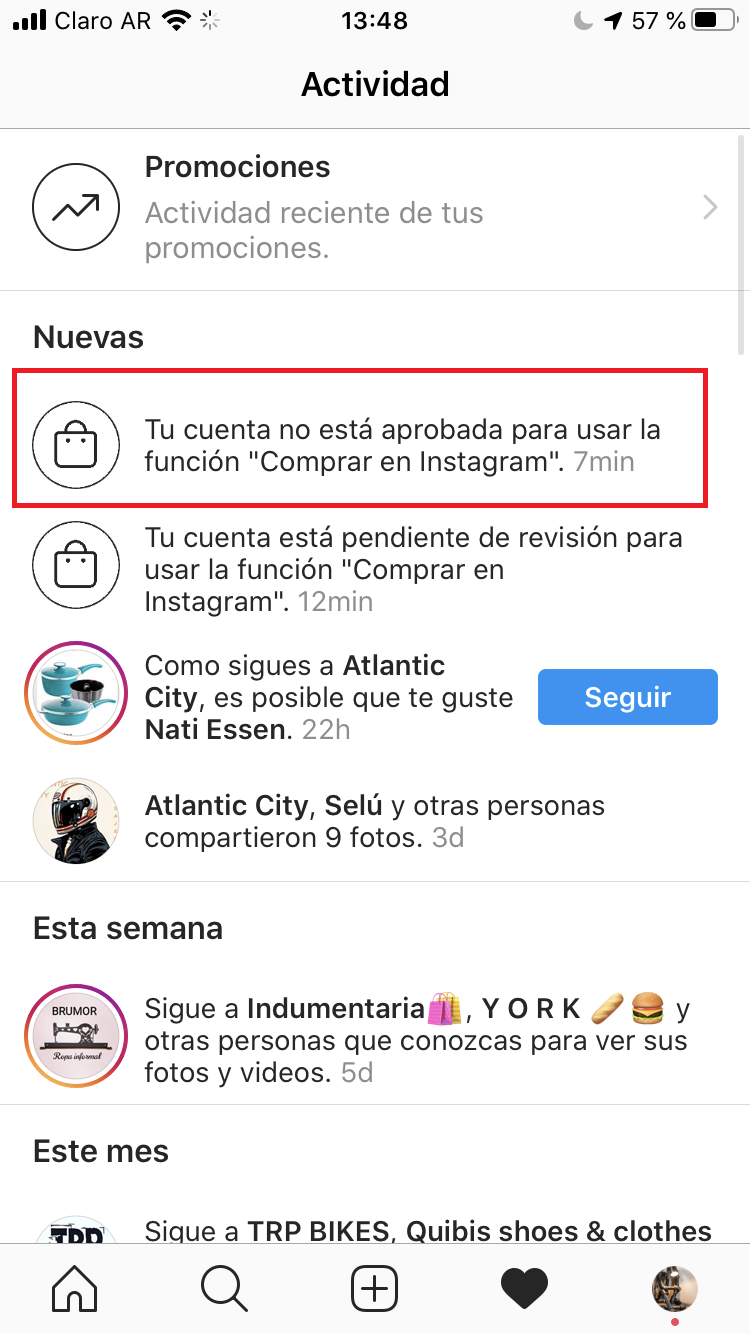 Claro AR 13:48 57 %
Actividad
Promociones
Actividad reciente de tus
promociones.
Nuevas
Tu cuenta no está aprobada para usar la
función "Comprar en Instagram". 7min
Tu cuenta está pendiente de revisión para
usar la función "Comprar en
Instagram". 12min
Como sigues a Atlantic
City, es posible que te guste
Nati Essen. 22h
Seguir
Atlantic City, Selú y otras personas
compartieron 9 fotos. 3d
Esta semana
BRUMOR
Ropa informal
Sigue a Indumentaria🛍️, Y O R K 🥖🍔 y
otras personas que conozcas para ver sus
fotos y videos. 5d
Este mes
TRP
Sigue a TRP BIKES, Quibis shoes & clothes